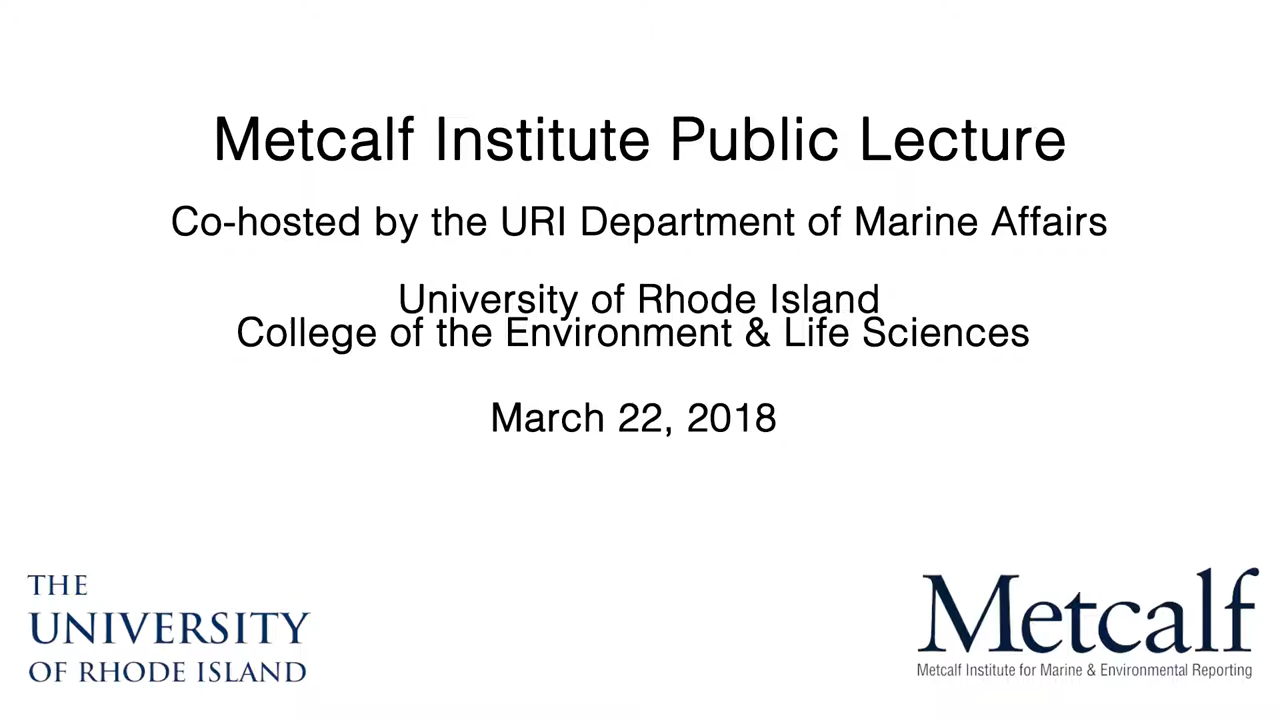 Metcalf Institute Public Lecture
Co-hosted by the URI Department of Marine Affairs
University of Rhode Island
College of the Environment & Life Sciences
March 22, 2018
THE
UNIVERSITY
OF RHODE ISLAND
Metcalf
Metcalf Institute for Marine & Environmental Reporting